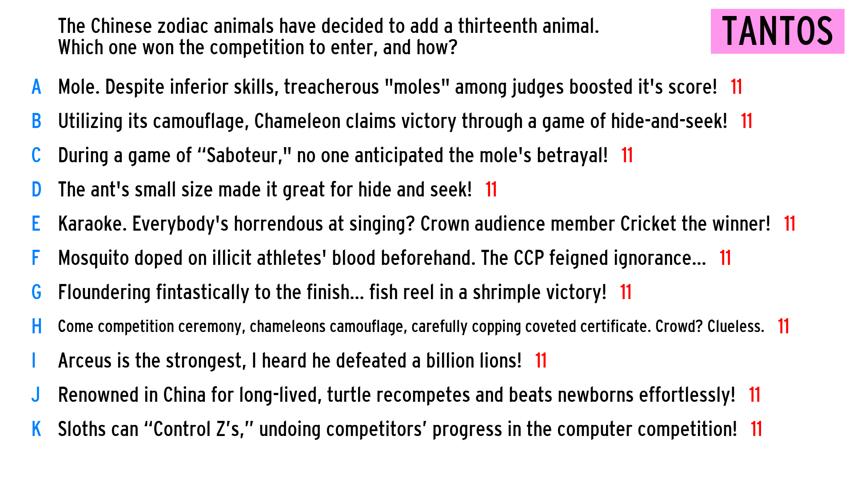 The Chinese zodiac animals have decided to add a thirteenth animal.
Which one won the competition to enter, and how?
TANTOS
A Mole. Despite inferior skills, treacherous "moles" among judges boosted it's score! 11
B Utilizing its camouflage, Chameleon claims victory through a game of hide-and-seek! 11
C During a game of “Saboteur," no one anticipated the mole's betrayal! 11
D The ant's small size made it great for hide and seek! 11
E Karaoke. Everybody's horrendous at singing? Crown audience member Cricket the winner! 11
F Mosquito doped on illicit athletes' blood beforehand. The CCP feigned ignorance... 11
G Floundering fintastically to the finish... fish reel in a shrimple victory! 11
H Come competition ceremony, chameleons camouflage, carefully copping coveted certificate. Crowd? Clueless. 11
I Arceus is the strongest, I heard he defeated a billion lions! 11
J Renowned in China for long-lived, turtle recompetes and beats newborns effortlessly! 11
K Sloths can “Control Z’s,” undoing competitors’ progress in the computer competition! 11